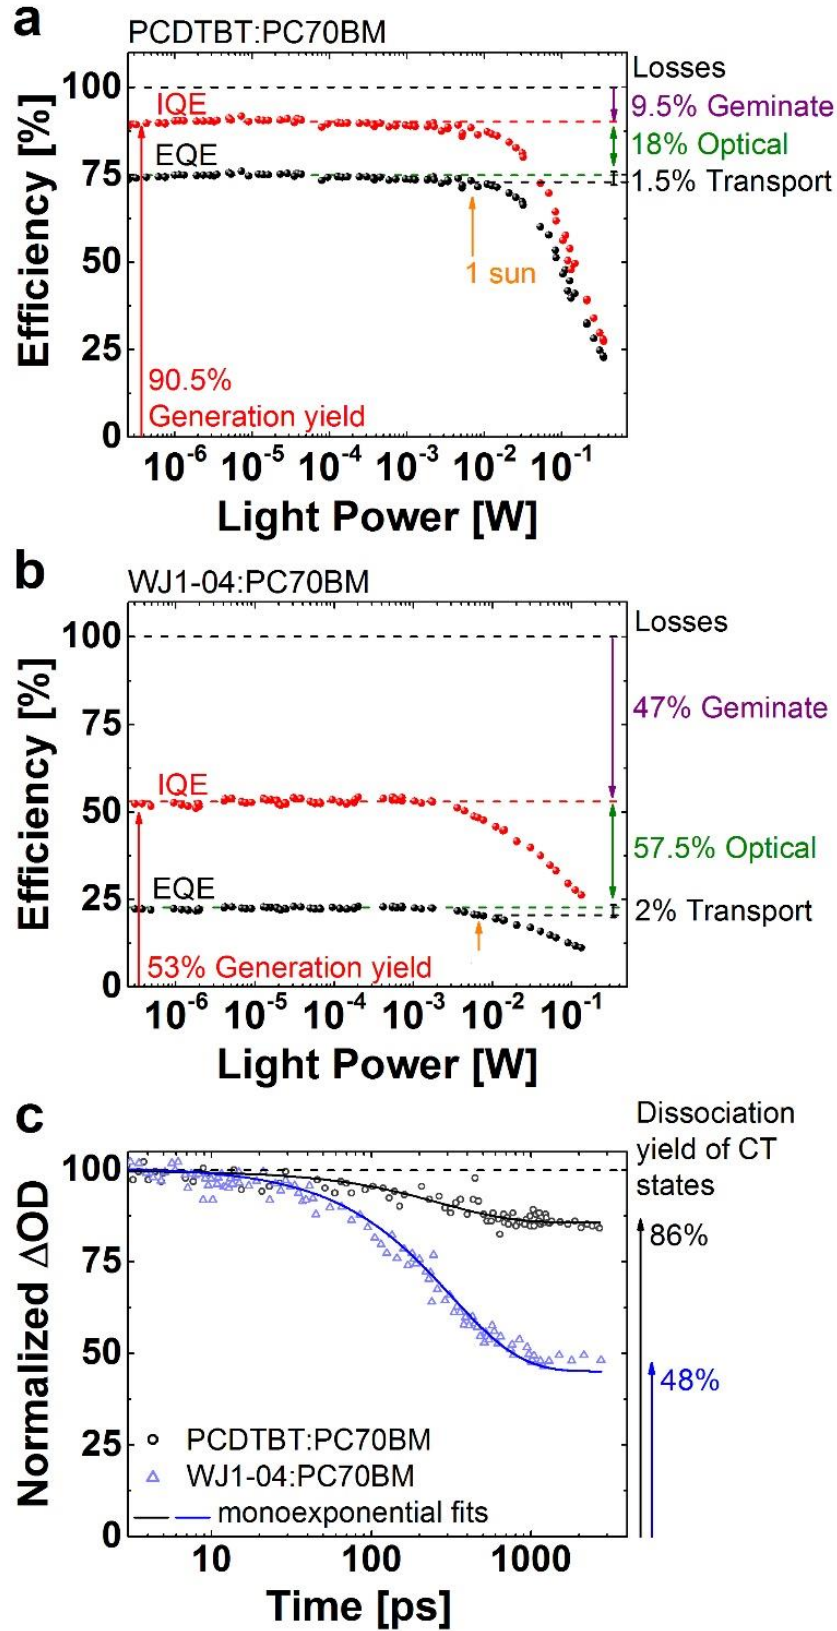 a
PCDTBT:PC70BM
Efficiency [%]
100
75
50
25
0
IQE
EQE
1 sun
90.5%
Generation yield
Losses
9.5% Geminate
18% Optical
1.5% Transport
10⁻⁶ 10⁻⁵ 10⁻⁴ 10⁻³ 10⁻² 10⁻¹
Light Power [W]
b
WJ1-04:PC70BM
Efficiency [%]
100
75
50
25
0
IQE
EQE
53% Generation yield
Losses
47% Geminate
57.5% Optical
2% Transport
10⁻⁶ 10⁻⁵ 10⁻⁴ 10⁻³ 10⁻² 10⁻¹
Light Power [W]
c
Normalized ΔOD
100
75
50
25
0
Dissociation
yield of CT
states
86%
48%
PCDTBT:PC70BM
WJ1-04:PC70BM
monoexponential fits
10 100 1000
Time [ps]